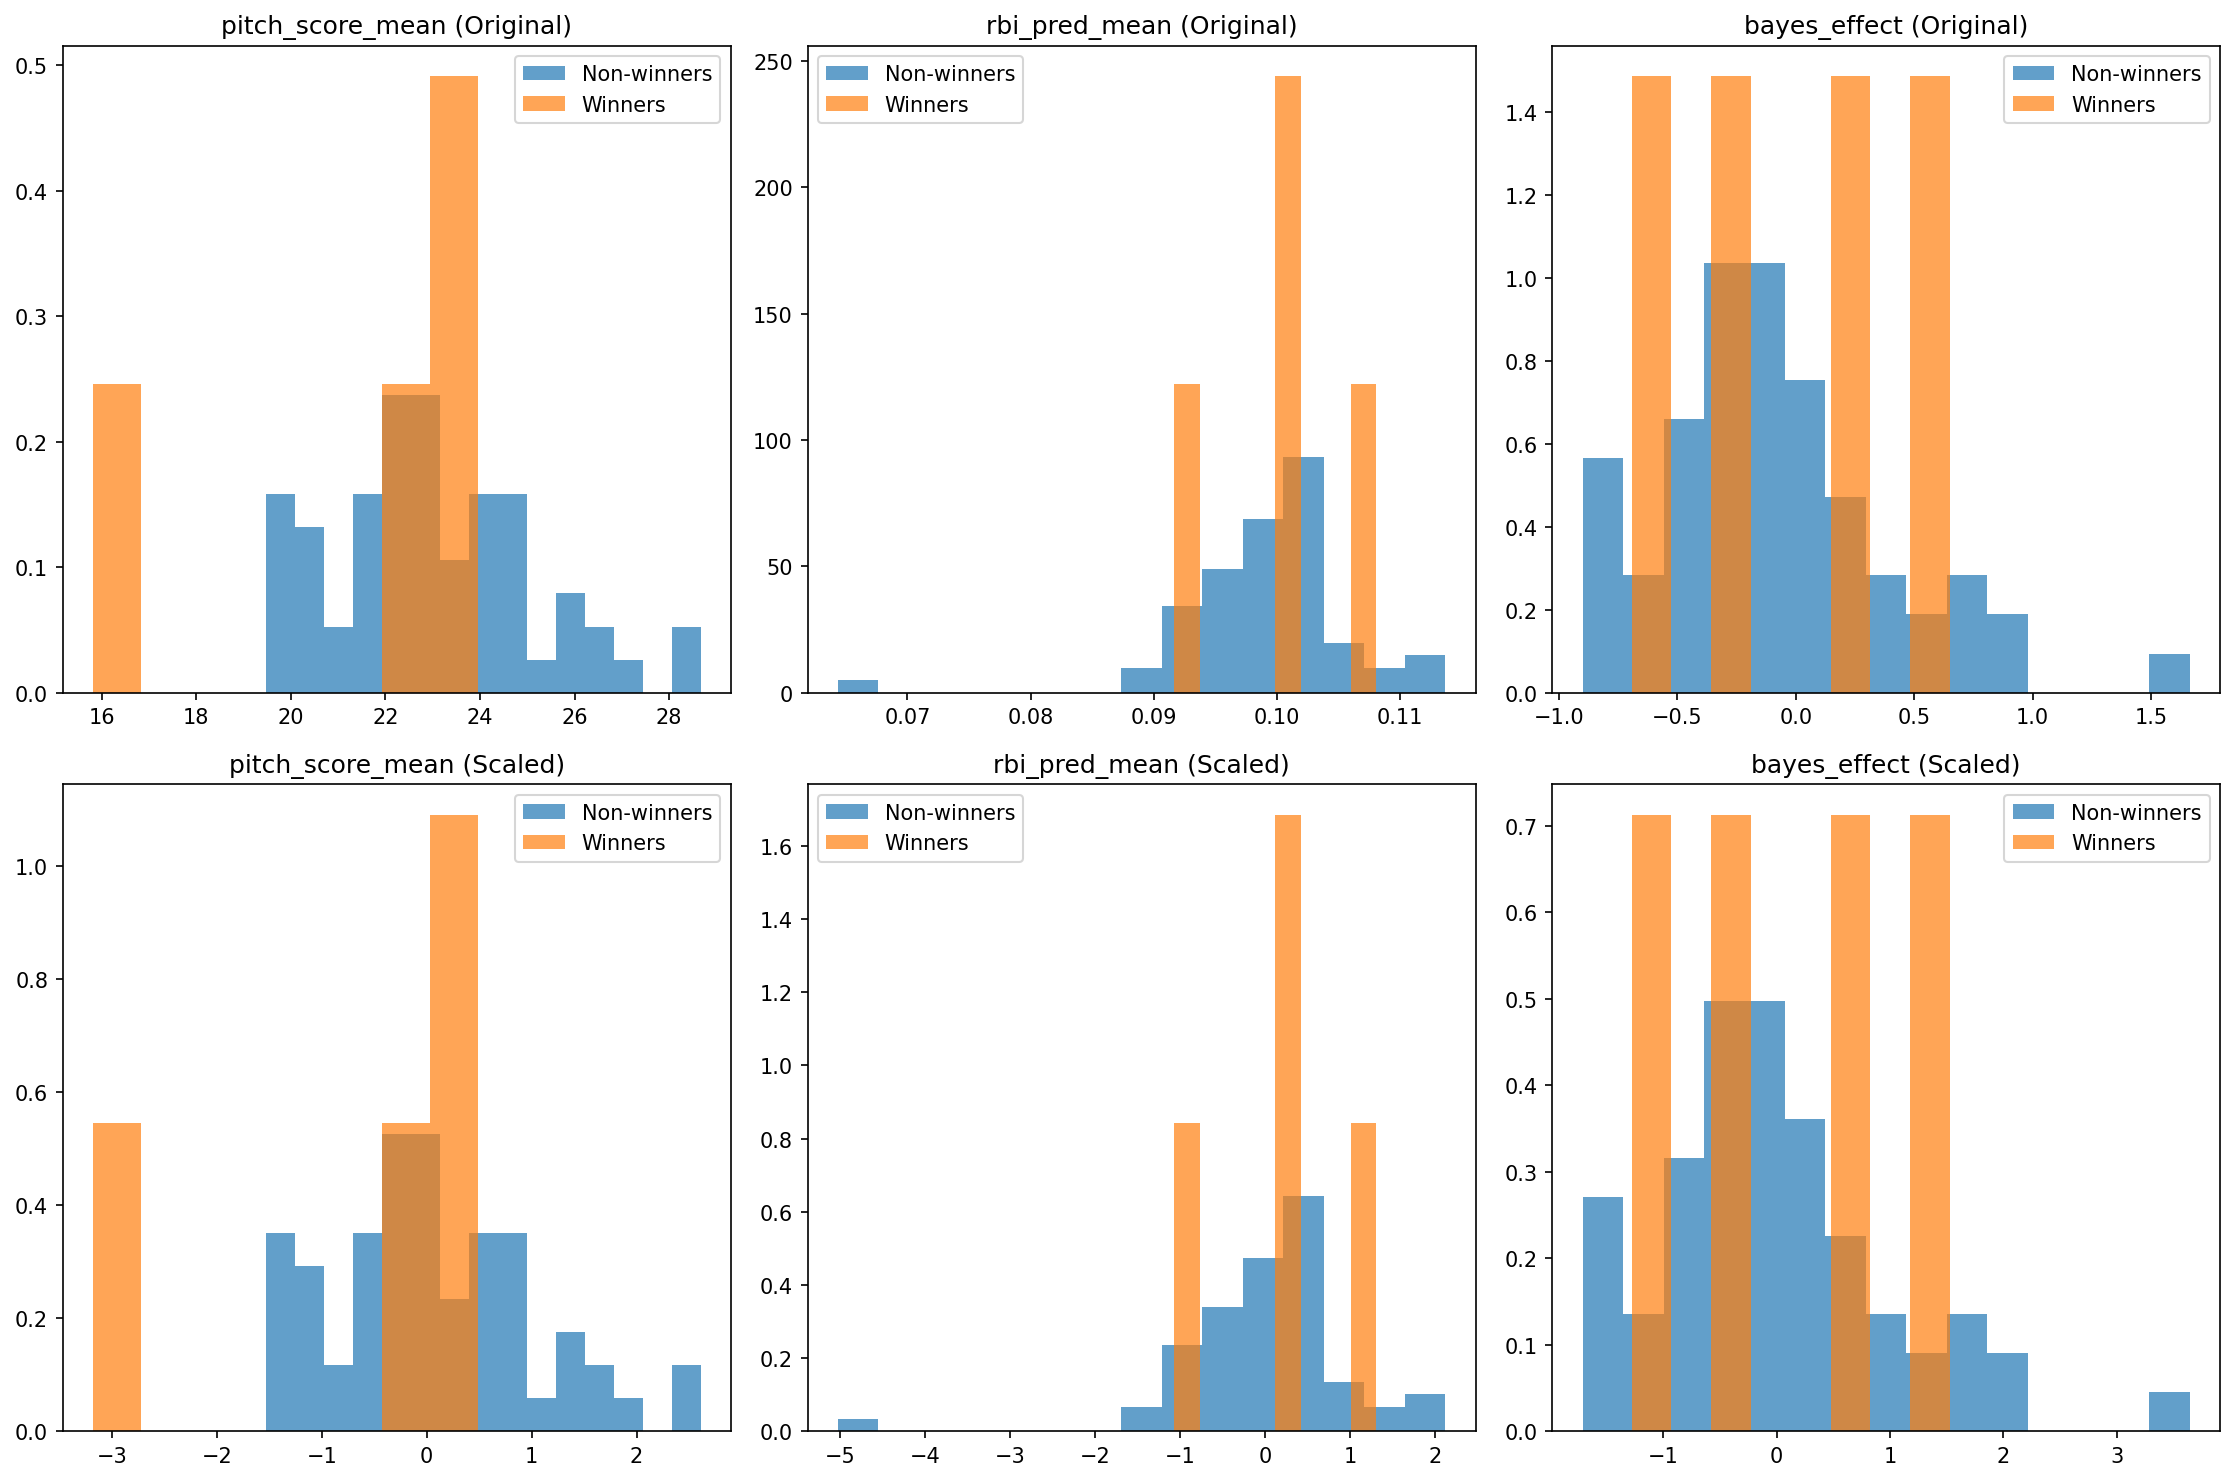 pitch_score_mean (Original)
0.5
0.4
0.3
0.2
0.1
0.0
16 18 20 22 24 26 28
Non-winners
Winners
rbi_pred_mean (Original)
250
200
150
100
50
0
0.07 0.08 0.09 0.10 0.11
Non-winners
Winners
bayes_effect (Original)
1.4
1.2
1.0
0.8
0.6
0.4
0.2
0.0
−1.0 −0.5 0.0 0.5 1.0 1.5
Non-winners
Winners
pitch_score_mean (Scaled)
1.0
0.8
0.6
0.4
0.2
0.0
−3 −2 −1 0 1 2
Non-winners
Winners
rbi_pred_mean (Scaled)
1.6
1.4
1.2
1.0
0.8
0.6
0.4
0.2
0.0
−5 −4 −3 −2 −1 0 1 2
Non-winners
Winners
bayes_effect (Scaled)
0.7
0.6
0.5
0.4
0.3
0.2
0.1
0.0
−1 0 1 2 3
Non-winners
Winners